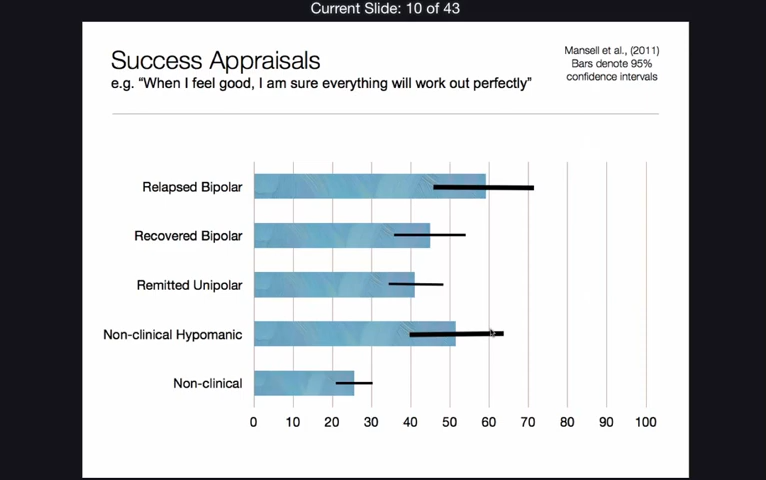 Current Slide: 10 of 43
Success Appraisals
e.g. “When I feel good, I am sure everything will work out perfectly”
Mansell et al., (2011)
Bars denote 95%
confidence intervals
Relapsed Bipolar
Recovered Bipolar
Remitted Unipolar
Non-clinical Hypomanic
Non-clinical
0 10 20 30 40 50 60 70 80 90 100